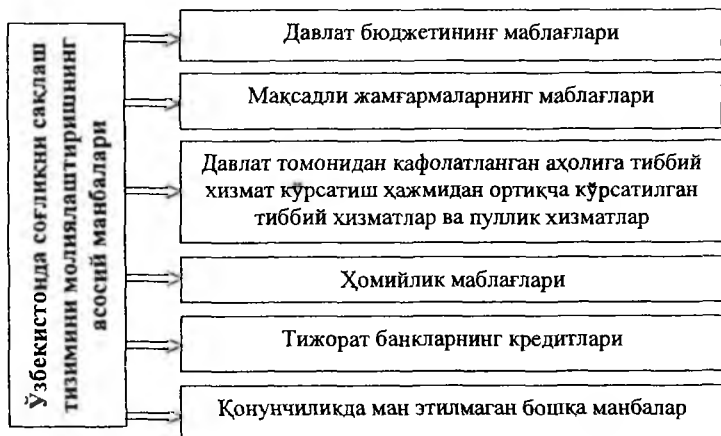 Ўзбекистонда соғликни сақлаш
тизимини молиялаштиришнинг
асосий манбалари
Давлат бюджетининг маблағлари
Мақсадли жамғармаларнинг маблағлари
Давлат томонидан кафолатланган аҳолига тиббий
хизмат кўрсатиш ҳажмидан ортиқча кўрсатилган
тиббий хизматлар ва пуллик хизматлар
Ҳомийлик маблағлари
Тижорат банкларнинг кредитлари
Қонунчиликда ман этилмаган бошқа манбалар